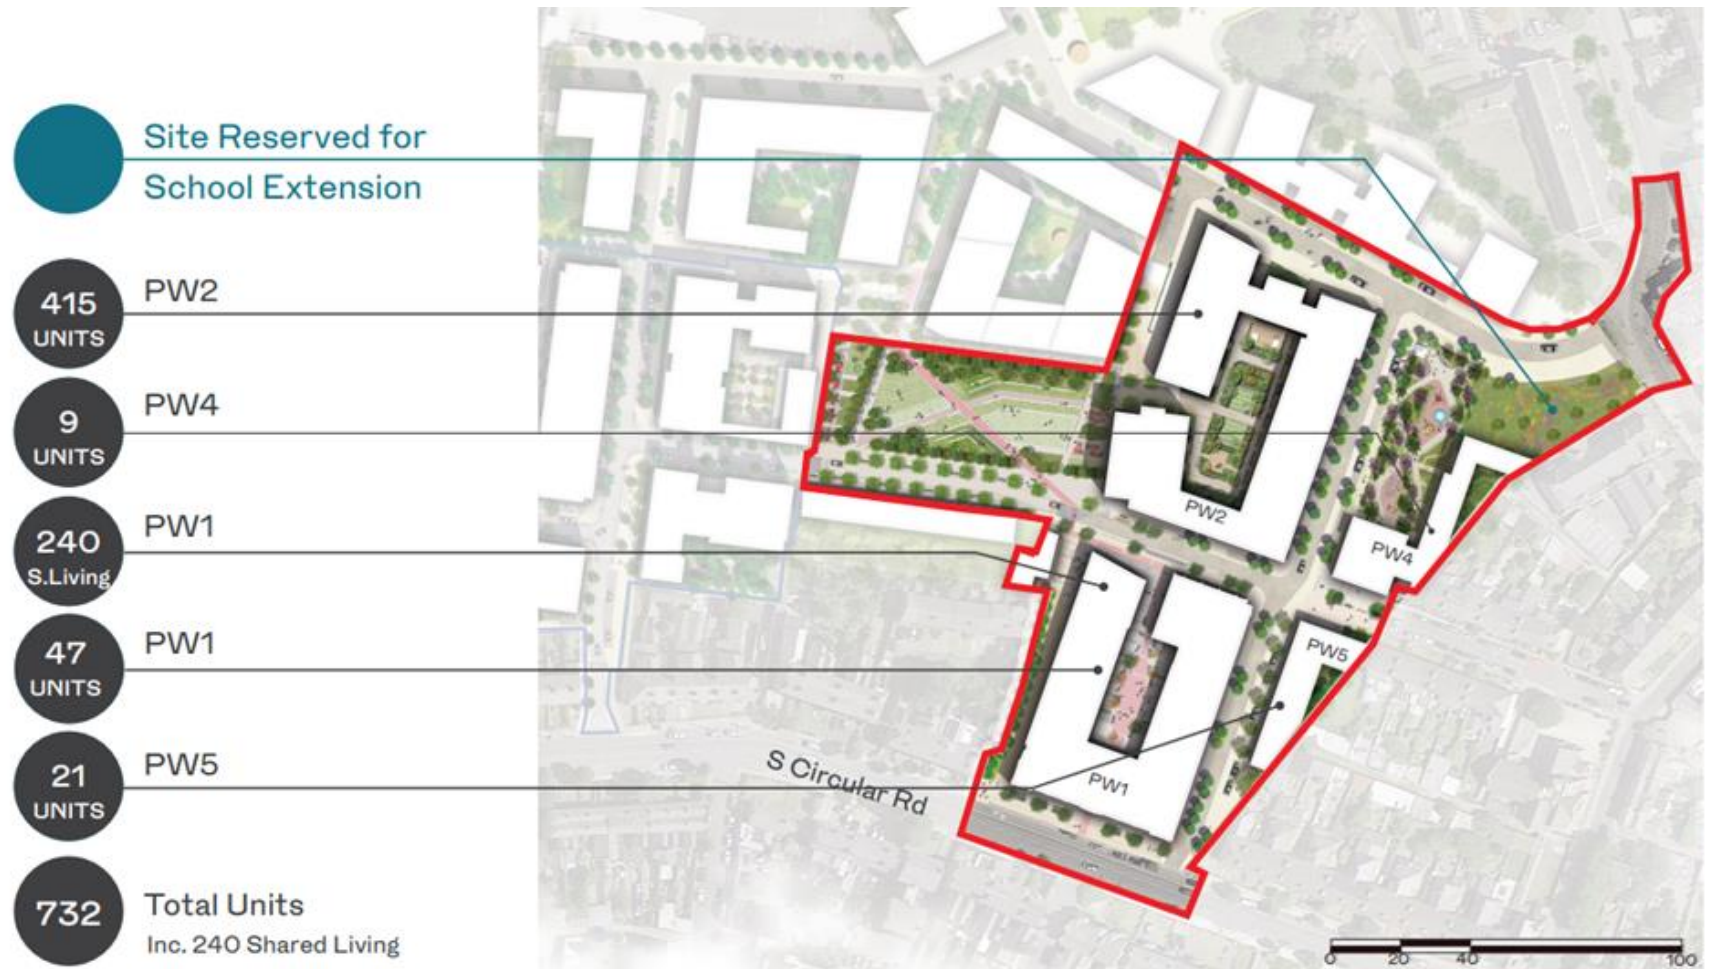 Site Reserved for
School Extension
415
UNITS
PW2
9
UNITS
PW4
240
S.Living
PW1
47
UNITS
PW1
21
UNITS
PW5
732
Total Units
Inc. 240 Shared Living
PW2
PW4
PW5
PW1
S Circular Rd
0 20 40 100